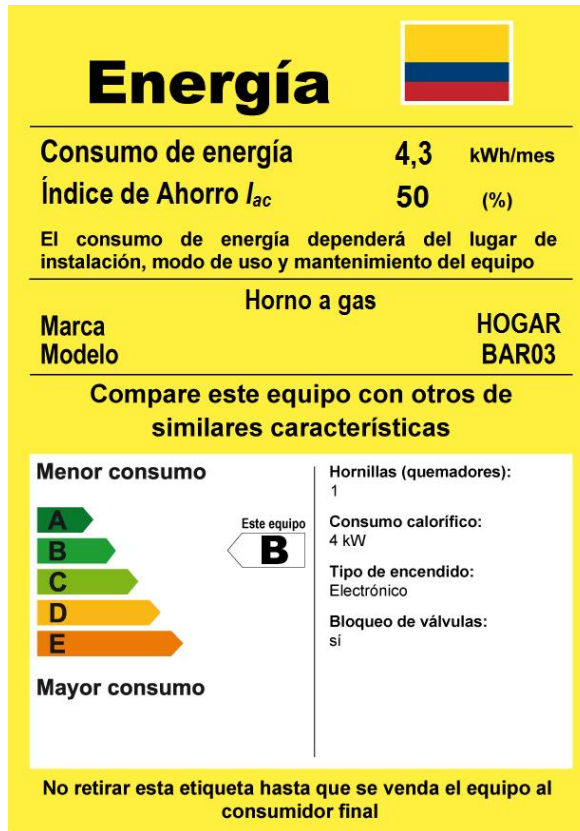 Energía
Consumo de energía 4,3 kWh/mes
Índice de Ahorro Iac 50 (%)
El consumo de energía dependerá del lugar de
instalación, modo de uso y mantenimiento del equipo
Horno a gas
Marca HOGAR
Modelo BAR03
Compare este equipo con otros de
similares características
Menor consumo
A
B
C
D
E
Mayor consumo
Este equipo
B
Hornillas (quemadores):
1
Consumo calorífico:
4 kW
Tipo de encendido:
Electrónico
Bloqueo de válvulas:
sí
No retirar esta etiqueta hasta que se venda el equipo al
consumidor final